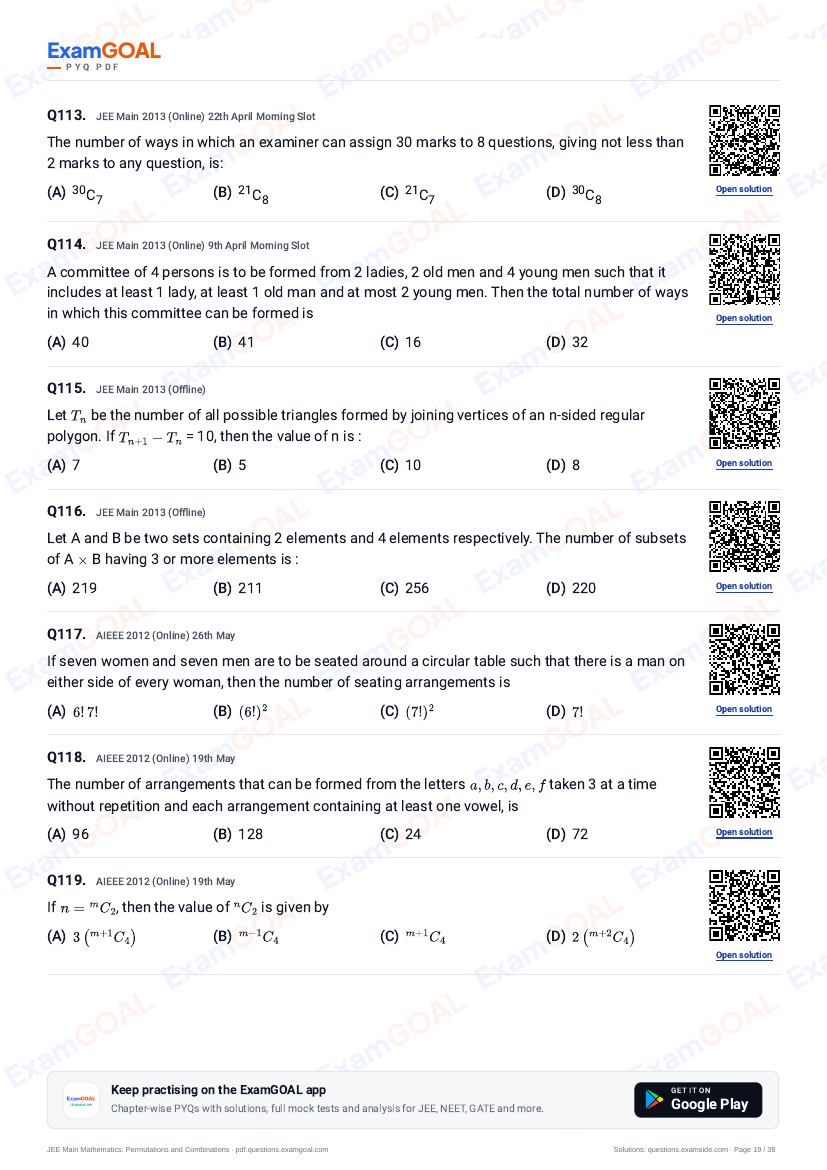 ExamGOAL
PYQ PDF
Q113. JEE Main 2013 (Online) 22th April Morning Slot
The number of ways in which an examiner can assign 30 marks to 8 questions, giving not less than
2 marks to any question, is:
(A) ³⁰C₇ (B) ²¹C₈ (C) ²¹C₇ (D) ³⁰C₈
Open solution
Q114. JEE Main 2013 (Online) 9th April Morning Slot
A committee of 4 persons is to be formed from 2 ladies, 2 old men and 4 young men such that it
includes at least 1 lady, at least 1 old man and at most 2 young men. Then the total number of ways
in which this committee can be formed is
(A) 40 (B) 41 (C) 16 (D) 32
Open solution
Q115. JEE Main 2013 (Offline)
Let Tₙ be the number of all possible triangles formed by joining vertices of an n-sided regular
polygon. If Tₙ₊₁ − Tₙ = 10, then the value of n is :
(A) 7 (B) 5 (C) 10 (D) 8
Open solution
Q116. JEE Main 2013 (Offline)
Let A and B be two sets containing 2 elements and 4 elements respectively. The number of subsets
of A × B having 3 or more elements is :
(A) 219 (B) 211 (C) 256 (D) 220
Open solution
Q117. AIEEE 2012 (Online) 26th May
If seven women and seven men are to be seated around a circular table such that there is a man on
either side of every woman, then the number of seating arrangements is
(A) 6! 7! (B) (6!)² (C) (7!)² (D) 7!
Open solution
Q118. AIEEE 2012 (Online) 19th May
The number of arrangements that can be formed from the letters a, b, c, d, e, f taken 3 at a time
without repetition and each arrangement containing at least one vowel, is
(A) 96 (B) 128 (C) 24 (D) 72
Open solution
Q119. AIEEE 2012 (Online) 19th May
If n = ᵐC₂, then the value of ⁿC₂ is given by
(A) 3 (ᵐ⁺¹C₄) (B) ᵐ⁻¹C₄ (C) ᵐ⁺¹C₄ (D) 2 (ᵐ⁺²C₄)
Open solution
Keep practising on the ExamGOAL app
Chapter-wise PYQs with solutions, full mock tests and analysis for JEE, NEET, GATE and more.
GET IT ON
Google Play
JEE Main Mathematics: Permutations and Combinations · pdf.questions.examgoal.com
Solutions: questions.examside.com · Page 19 / 38